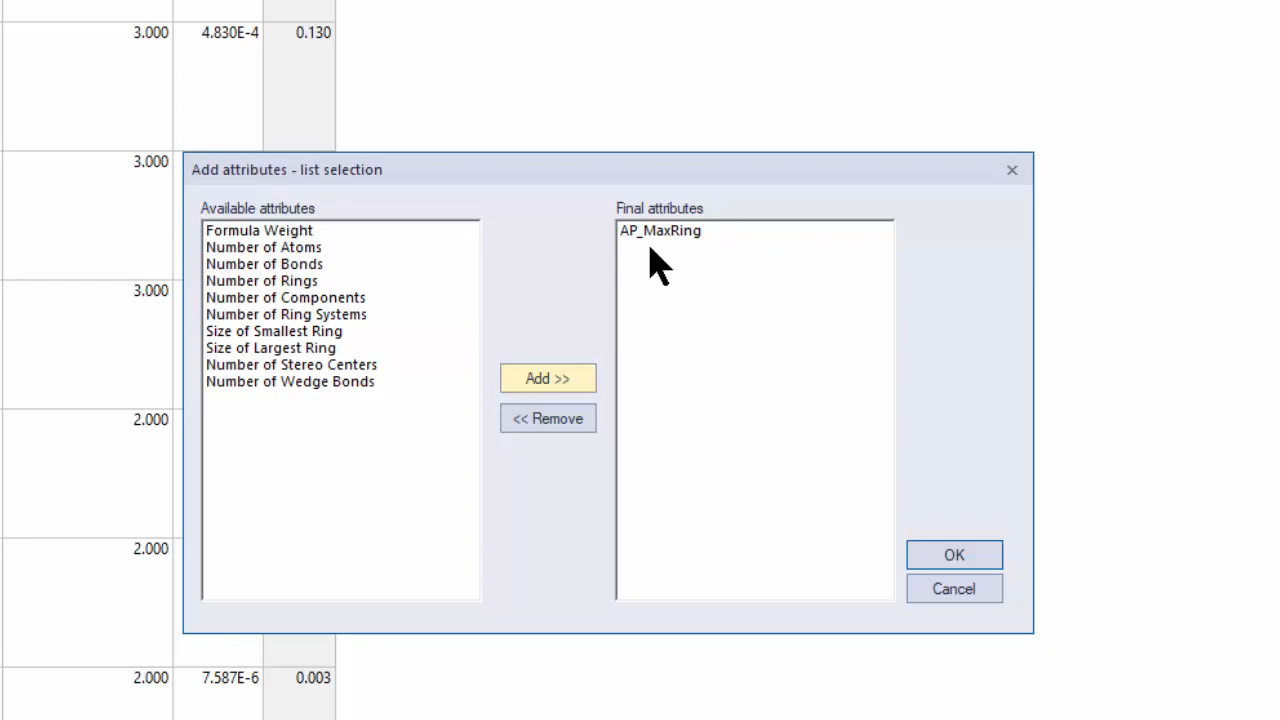 3.000 4.830E-4 0.130
3.000
Add attributes - list selection
Available attributes
Final attributes
Formula Weight
Number of Atoms
Number of Bonds
Number of Rings
Number of Components
Number of Ring Systems
Size of Smallest Ring
Size of Largest Ring
Number of Stereo Centers
Number of Wedge Bonds
AP_MaxRing
3.000
Add >>
<< Remove
2.000
2.000
OK
Cancel
2.000 7.587E-6 0.003